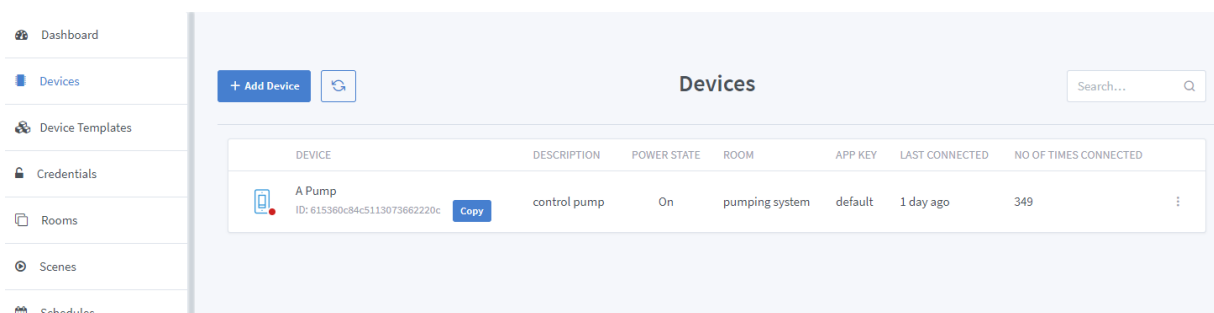 Dashboard
Devices
Device Templates
Credentials
Rooms
Scenes
Schedules
+ Add Device
Devices
Search...
DEVICE DESCRIPTION POWER STATE ROOM APP KEY LAST CONNECTED NO OF TIMES CONNECTED
A Pump
ID: 615360c84c5113073662220c Copy
control pump On pumping system default 1 day ago 349